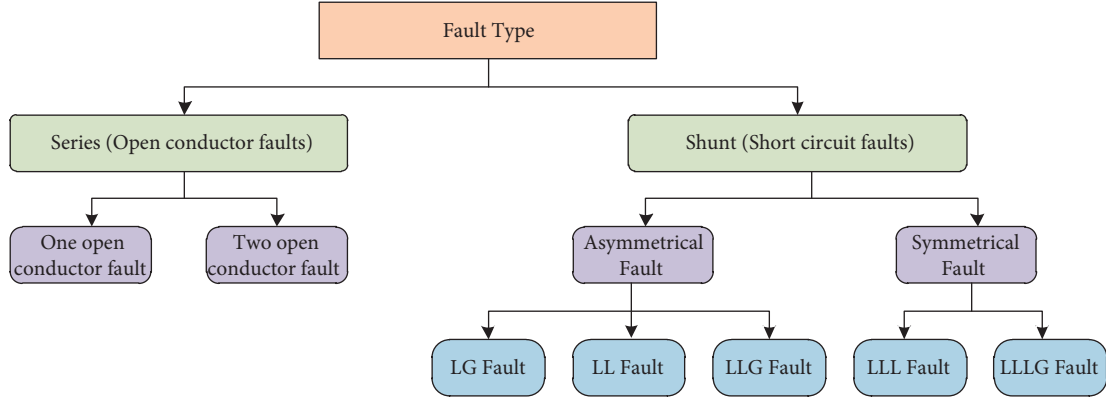 Fault Type
Series (Open conductor faults)
Shunt (Short circuit faults)
One open
conductor fault
Two open
conductor fault
Asymmetrical
Fault
Symmetrical
Fault
LG Fault
LL Fault
LLG Fault
LLL Fault
LLLG Fault